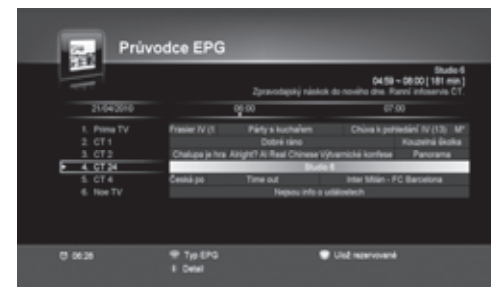 Průvodce EPG
Studio 6
04:59 ~ 08:00 [ 181 min ]
Zpravodajský náskok do nového dne. Ranní infoservis ČT.
21/04/2010 06:00 07:00
1. Prima TV Frasier IV (1 Párty s kuchařem Chůva k pohledání IV (13) M*
2. CT 1 Dobré ráno Kouzelná školka
3. CT 2 Chalupa je hra Alright? Al Real Chinese Výtvarnické konfese Panorama
4. CT 24 Studio 6
5. CT 4 Česká po Time out Inter Milán - FC Barcelona
6. Noe TV Nejsou info o událostech
06:26 Typ EPG Ulož rezervované
Detail